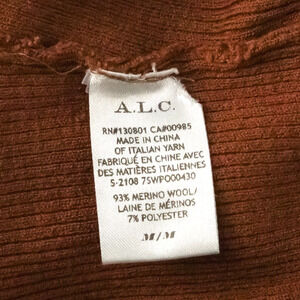 A.L.C.
RN#130801 CA#00985
MADE IN CHINA
OF ITALIAN YARN
FABRIQUÉ EN CHINE AVEC
DES MATIÈRES ITALIENNES
S-2108 7SWPO00430
93% MERINO WOOL/
LAINE DE MÉRINOS
7% POLYESTER
M/M